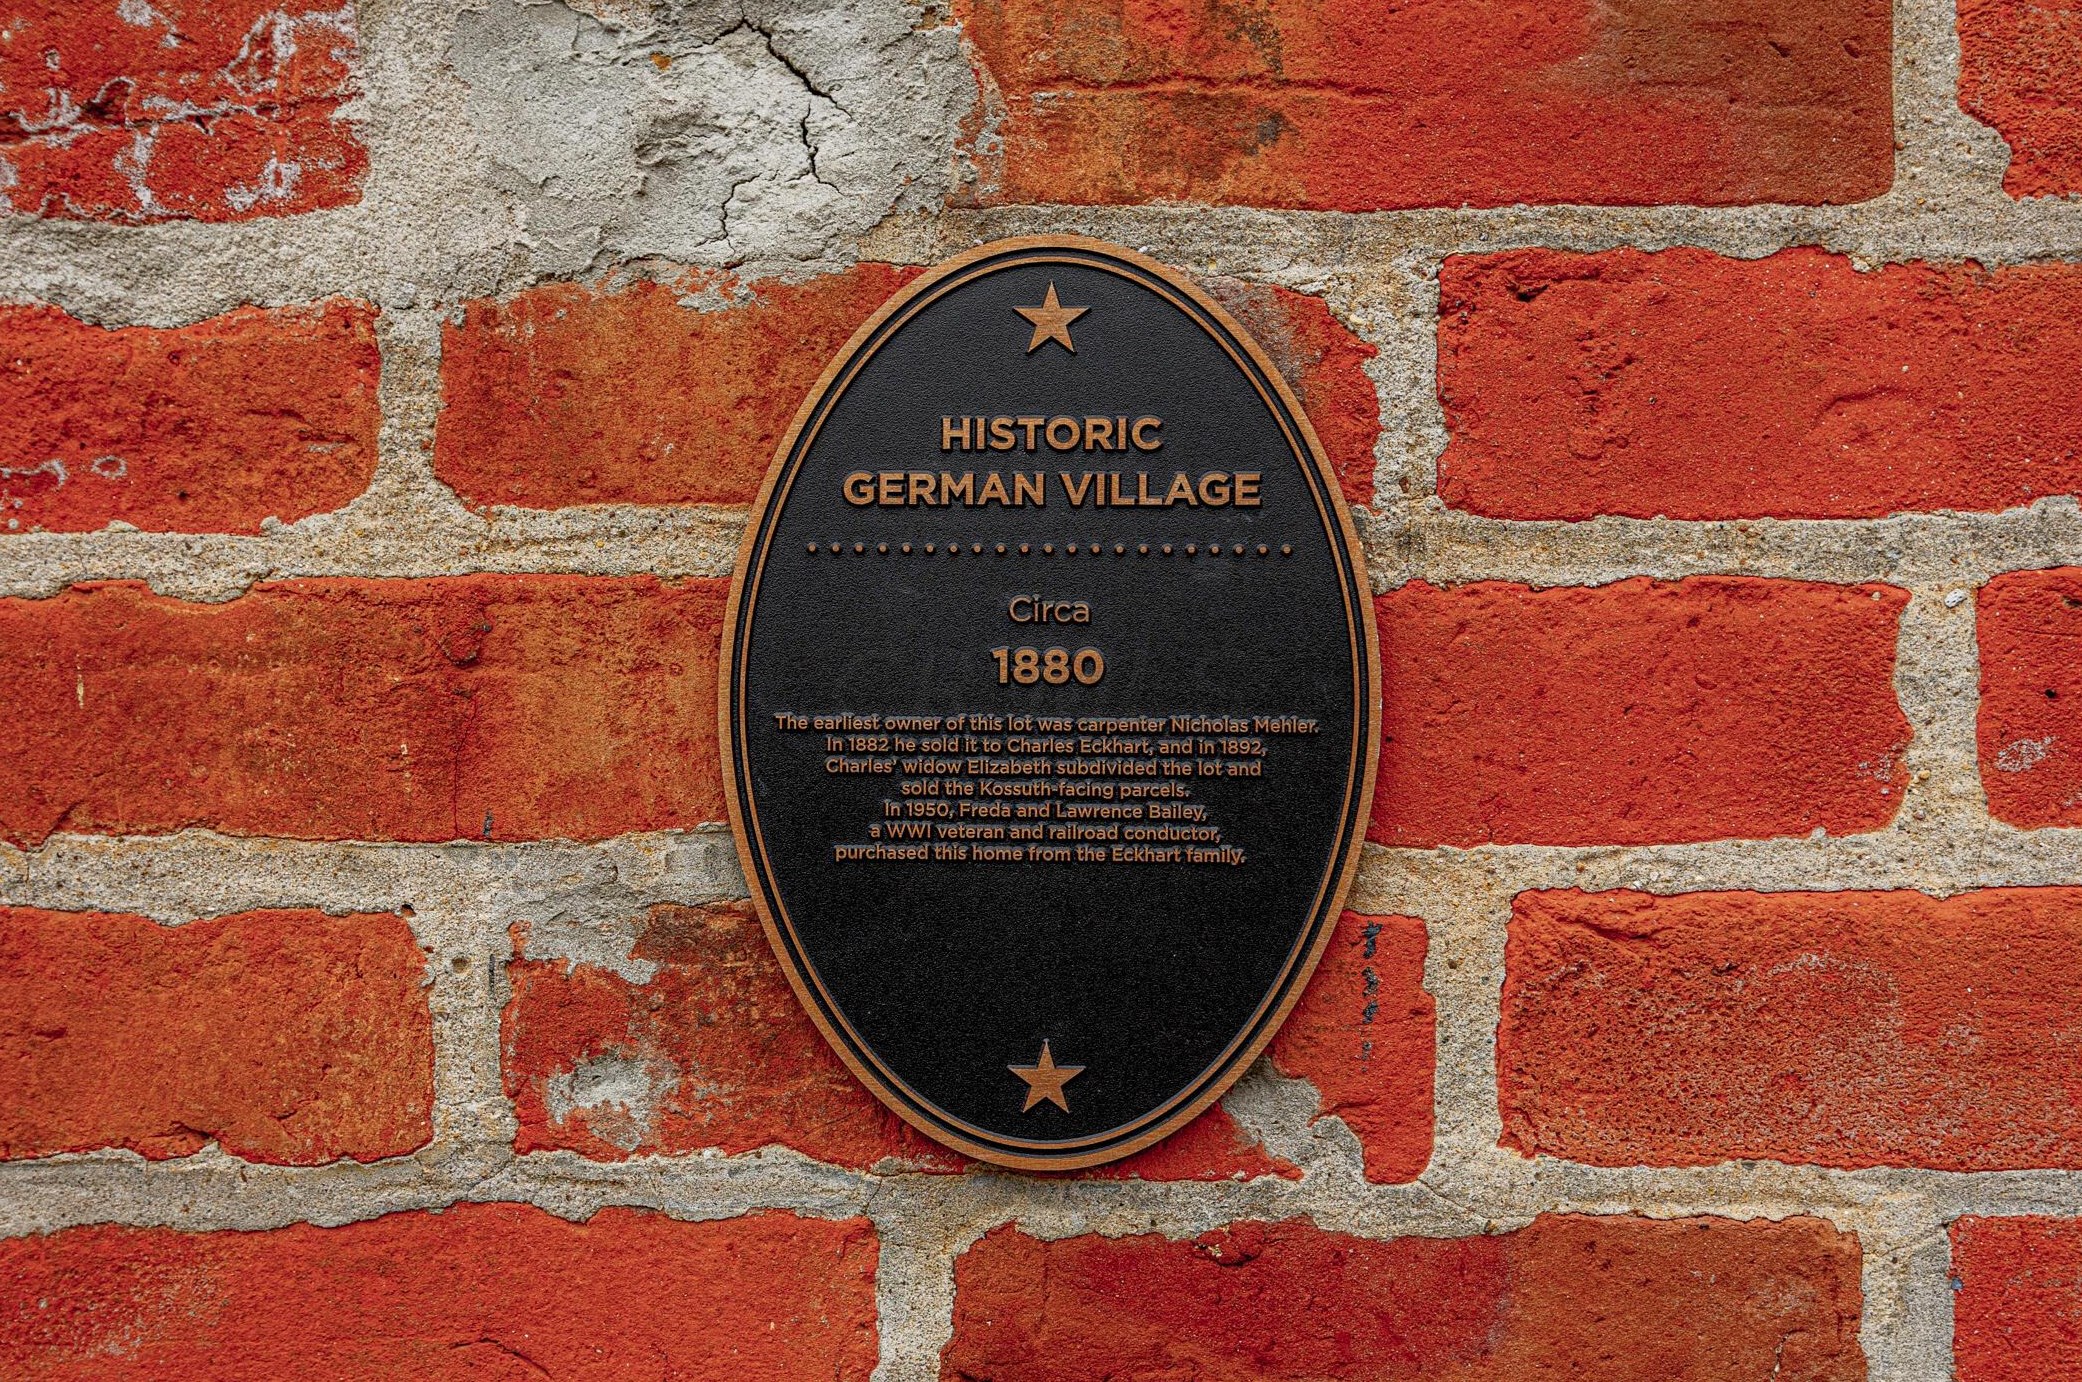 HISTORIC
GERMAN VILLAGE
Circa
1880
The earliest owner of this lot was carpenter Nicholas Mehler.
In 1882 he sold it to Charles Eckhart, and in 1892,
Charles' widow Elizabeth subdivided the lot and
sold the Kossuth-facing parcels.
In 1950, Freda and Lawrence Bailey,
a WWI veteran and railroad conductor,
purchased this home from the Eckhart family.